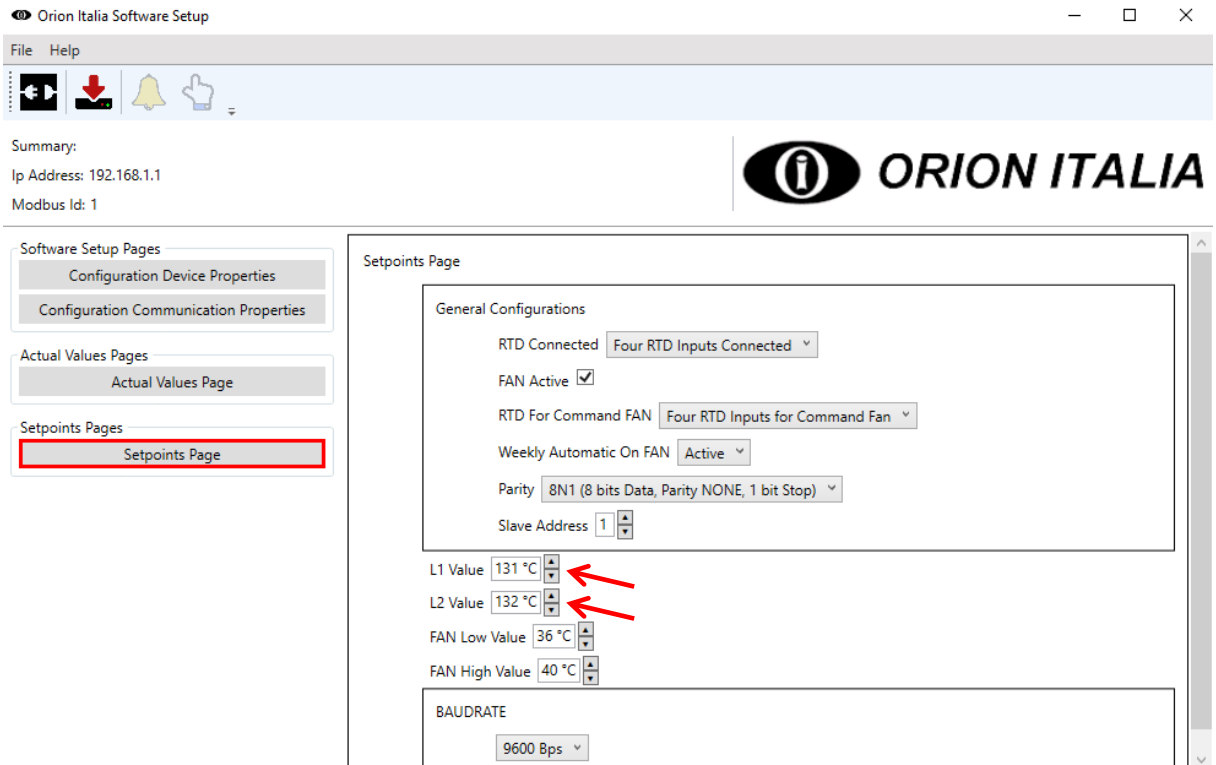 Orion Italia Software Setup
File Help
Summary:
Ip Address: 192.168.1.1
Modbus Id: 1
ORION ITALIA
Software Setup Pages
Configuration Device Properties
Configuration Communication Properties
Actual Values Pages
Actual Values Page
Setpoints Pages
Setpoints Page
Setpoints Page
General Configurations
RTD Connected Four RTD Inputs Connected
FAN Active
RTD For Command FAN Four RTD Inputs for Command Fan
Weekly Automatic On FAN Active
Parity 8N1 (8 bits Data, Parity NONE, 1 bit Stop)
Slave Address 1
L1 Value 131 °C
L2 Value 132 °C
FAN Low Value 36 °C
FAN High Value 40 °C
BAUDRATE
9600 Bps